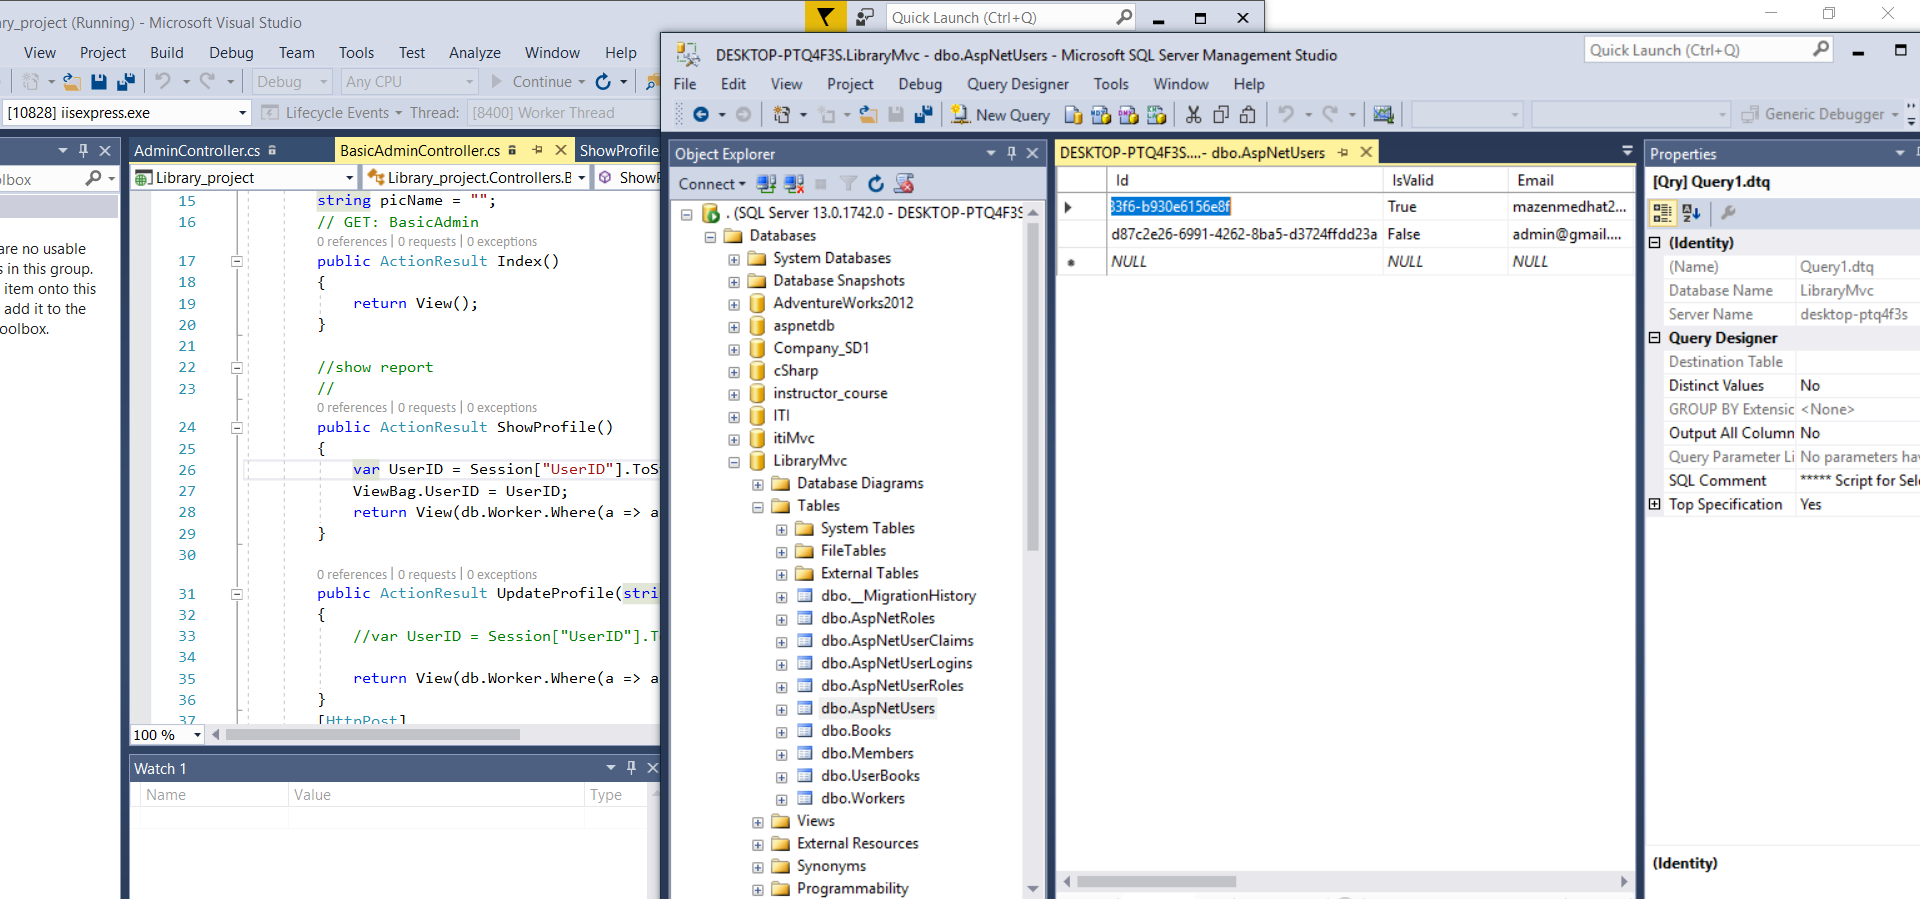 ry_project (Running) - Microsoft Visual Studio
Quick Launch (Ctrl+Q)
View Project Build Debug Team Tools Test Analyze Window Help
Debug Any CPU Continue
[10828] iisexpress.exe Lifecycle Events Thread: [8400] Worker Thread
lbox
are no usable
s in this group.
item onto this
add it to the
oolbox.
AdminController.cs BasicAdminController.cs ShowProfile
Library_project Library_project.Controllers.B ShowP
15 string picName = "";
16 // GET: BasicAdmin
0 references | 0 requests | 0 exceptions
17 public ActionResult Index()
18 {
19 return View();
20 }
21
22 //show report
23 //
0 references | 0 requests | 0 exceptions
24 public ActionResult ShowProfile()
25 {
26 var UserID = Session["UserID"].ToS
27 ViewBag.UserID = UserID;
28 return View(db.Worker.Where(a => a
29 }
30
0 references | 0 requests | 0 exceptions
31 public ActionResult UpdateProfile(stri
32 {
33 //var UserID = Session["UserID"].T
34
35 return View(db.Worker.Where(a => a
36 }
37 [HttpPost]
100 %
Watch 1
Name Value Type
DESKTOP-PTQ4F3S.LibraryMvc - dbo.AspNetUsers - Microsoft SQL Server Management Studio
Quick Launch (Ctrl+Q)
File Edit View Project Debug Query Designer Tools Window Help
New Query Generic Debugger
Object Explorer
Connect
. (SQL Server 13.0.1742.0 - DESKTOP-PTQ4F3S
Databases
System Databases
Database Snapshots
AdventureWorks2012
aspnetdb
Company_SD1
cSharp
instructor_course
ITI
itiMvc
LibraryMvc
Database Diagrams
Tables
System Tables
FileTables
External Tables
dbo.__MigrationHistory
dbo.AspNetRoles
dbo.AspNetUserClaims
dbo.AspNetUserLogins
dbo.AspNetUserRoles
dbo.AspNetUsers
dbo.Books
dbo.Members
dbo.UserBooks
dbo.Workers
Views
External Resources
Synonyms
Programmability
DESKTOP-PTQ4F3S....- dbo.AspNetUsers
Id IsValid Email
33f6-b930e6156e8f True mazenmedhat2...
d87c2e26-6991-4262-8ba5-d3724ffdd23a False admin@gmail....
NULL NULL NULL
Properties
[Qry] Query1.dtq
(Identity)
(Name) Query1.dtq
Database Name LibraryMvc
Server Name desktop-ptq4f3s
Query Designer
Destination Table
Distinct Values No
GROUP BY Extensic <None>
Output All Column No
Query Parameter Li No parameters hav
SQL Comment ***** Script for Sele
Top Specification Yes
(Identity)